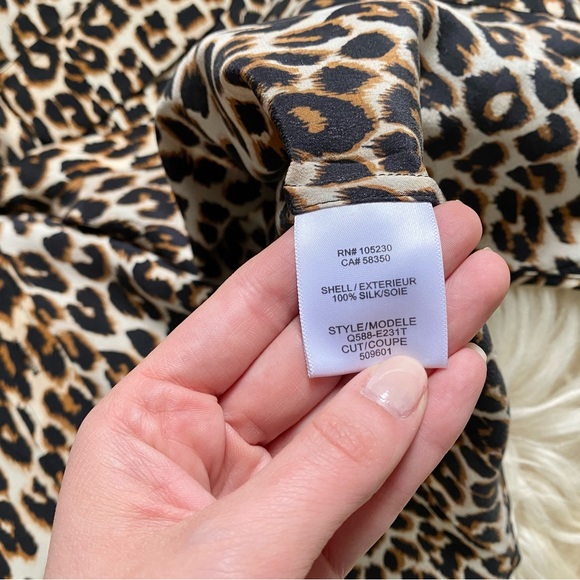 RN# 105230
CA# 58350
SHELL/EXTERIEUR
100% SILK/SOIE
STYLE/MODELE
Q588-E231T
CUT/COUPE
509601